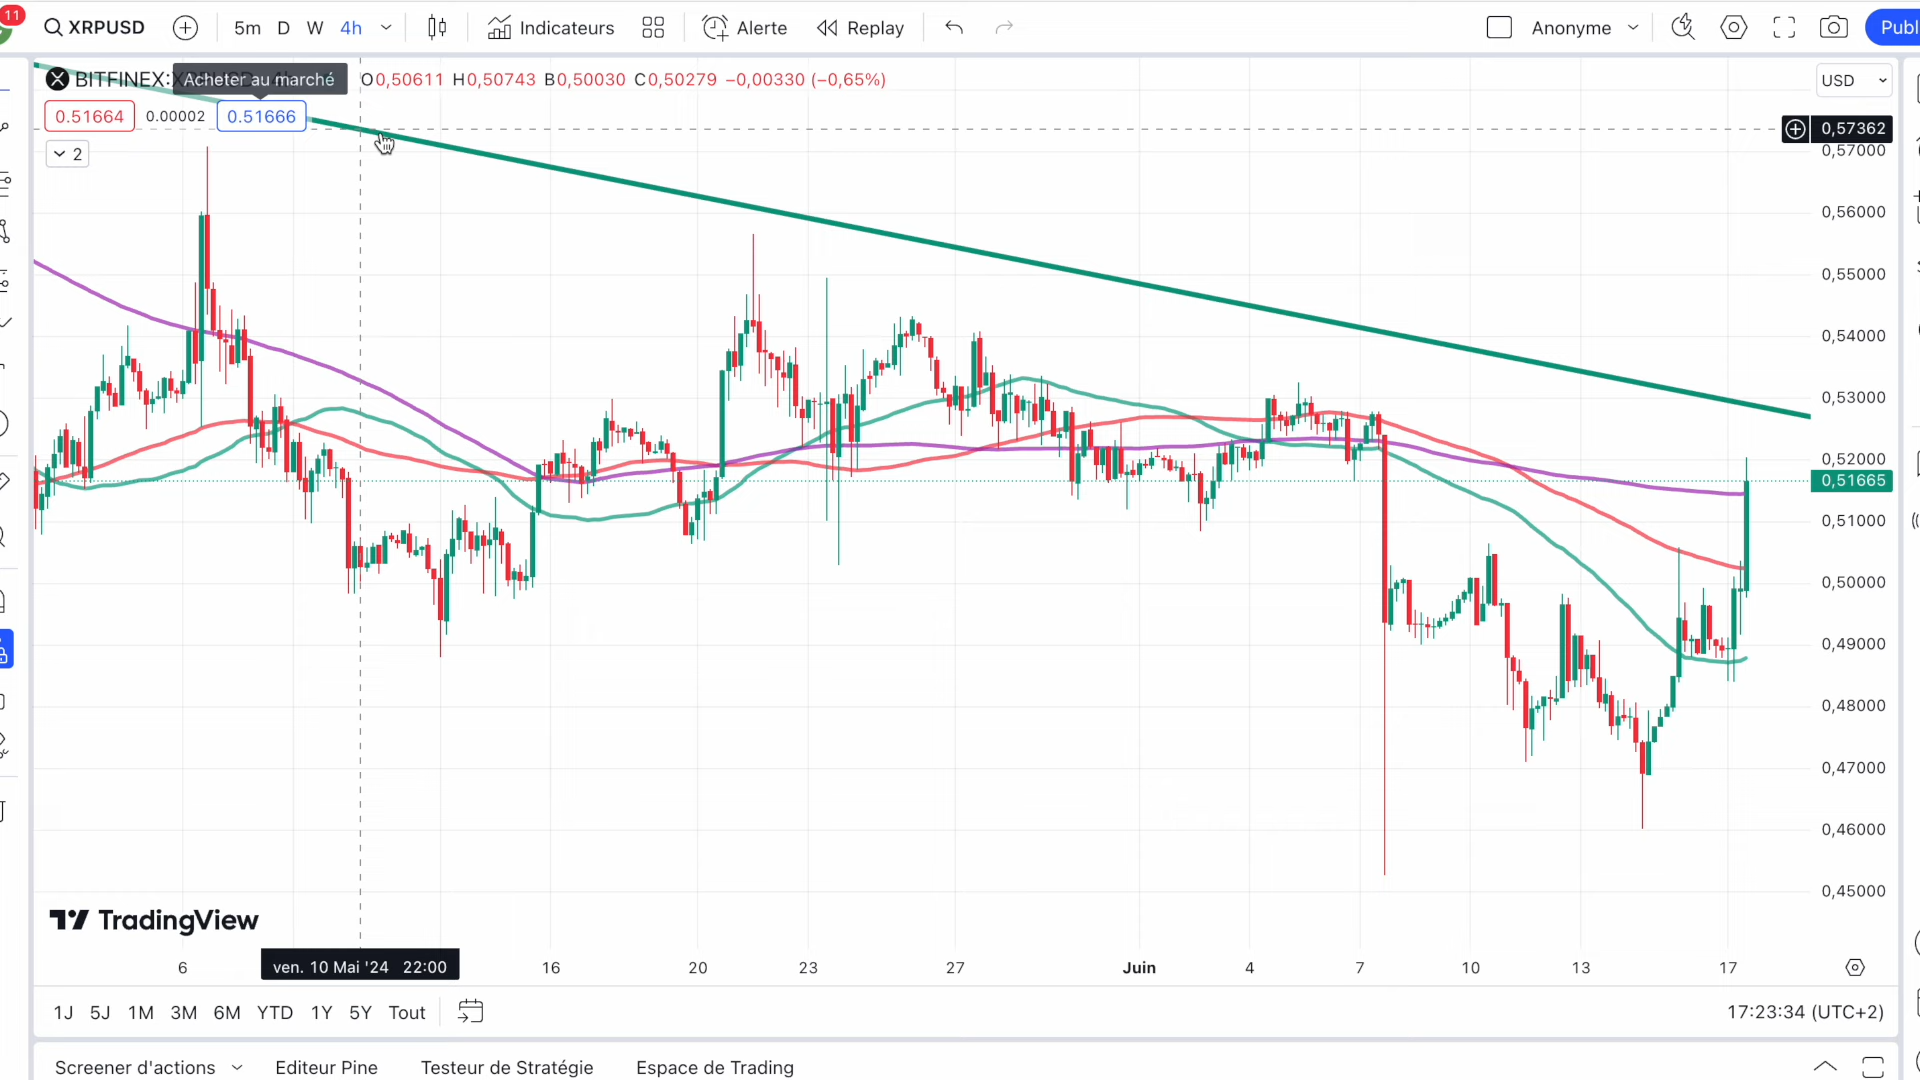 11
XRPUSD
5m D W 4h
Indicateurs
Alerte
Replay
Anonyme
Publ
BITFINEX:
Acheter au marché
O0,50611 H0,50743 B0,50030 C0,50279 −0,00330 (−0,65%)
USD
0.51664 0.00002 0.51666
2
0,57362
0,57000
0,56000
0,55000
0,54000
0,53000
0,52000
0,51665
0,51000
0,50000
0,49000
0,48000
0,47000
0,46000
0,45000
TradingView
6 ven. 10 Mai '24 22:00 16 20 23 27 Juin 4 7 10 13 17
1J 5J 1M 3M 6M YTD 1Y 5Y Tout
17:23:34 (UTC+2)
Screener d'actions Editeur Pine Testeur de Stratégie Espace de Trading